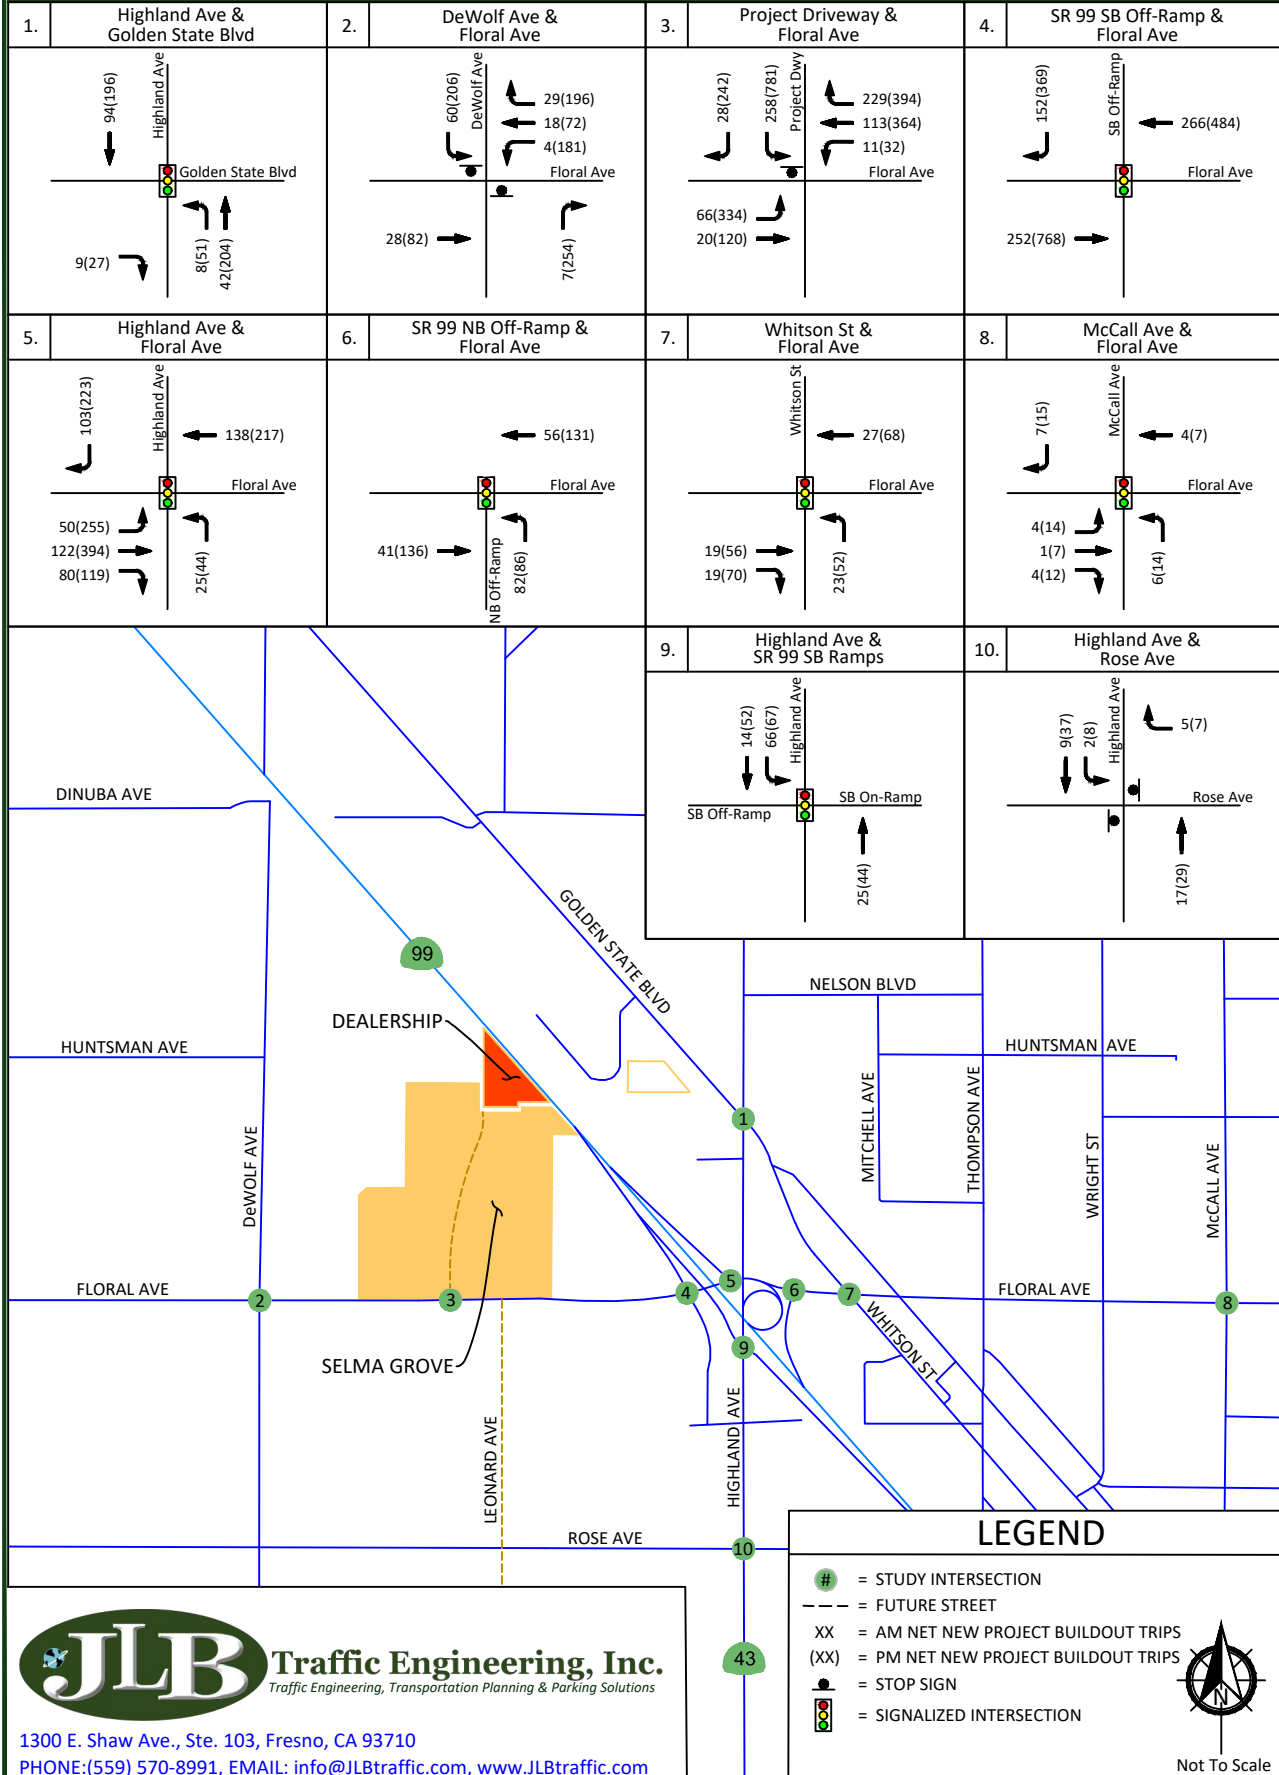 1.
Highland Ave &
Golden State Blvd
94(196)
Highland Ave
Golden State Blvd
9(27)
8(51)
42(204)
2.
DeWolf Ave &
Floral Ave
60(206)
DeWolf Ave
29(196)
18(72)
4(181)
Floral Ave
28(82)
7(254)
3.
Project Driveway &
Floral Ave
28(242)
258(781)
Project Dwy
229(394)
113(364)
11(32)
Floral Ave
66(334)
20(120)
4.
SR 99 SB Off-Ramp &
Floral Ave
152(369)
SB Off-Ramp
266(484)
Floral Ave
252(768)
5.
Highland Ave &
Floral Ave
103(223)
Highland Ave
138(217)
Floral Ave
50(255)
122(394)
80(119)
25(44)
6.
SR 99 NB Off-Ramp &
Floral Ave
56(131)
Floral Ave
41(136)
NB Off-Ramp
82(86)
7.
Whitson St &
Floral Ave
Whitson St
27(68)
Floral Ave
19(56)
19(70)
23(52)
8.
McCall Ave &
Floral Ave
7(15)
McCall Ave
4(7)
Floral Ave
4(14)
1(7)
4(12)
6(14)
9.
Highland Ave &
SR 99 SB Ramps
14(52)
66(67)
Highland Ave
SB On-Ramp
SB Off-Ramp
25(44)
10.
Highland Ave &
Rose Ave
9(37)
2(8)
Highland Ave
5(7)
Rose Ave
17(29)
DINUBA AVE
GOLDEN STATE BLVD
99
NELSON BLVD
DEALERSHIP
HUNTSMAN AVE
HUNTSMAN AVE
MITCHELL AVE
THOMPSON AVE
1
WRIGHT ST
McCALL AVE
DeWOLF AVE
FLORAL AVE
2
3
4
5
6
7
FLORAL AVE
8
9
WHITSON ST
SELMA GROVE
LEONARD AVE
HIGHLAND AVE
ROSE AVE
10
43
LEGEND
# = STUDY INTERSECTION
= FUTURE STREET
XX = AM NET NEW PROJECT BUILDOUT TRIPS
(XX) = PM NET NEW PROJECT BUILDOUT TRIPS
= STOP SIGN
= SIGNALIZED INTERSECTION
N
Not To Scale
JLB
Traffic Engineering, Inc.
Traffic Engineering, Transportation Planning & Parking Solutions
1300 E. Shaw Ave., Ste. 103, Fresno, CA 93710
PHONE:(559) 570-8991, EMAIL: info@JLBtraffic.com, www.JLBtraffic.com